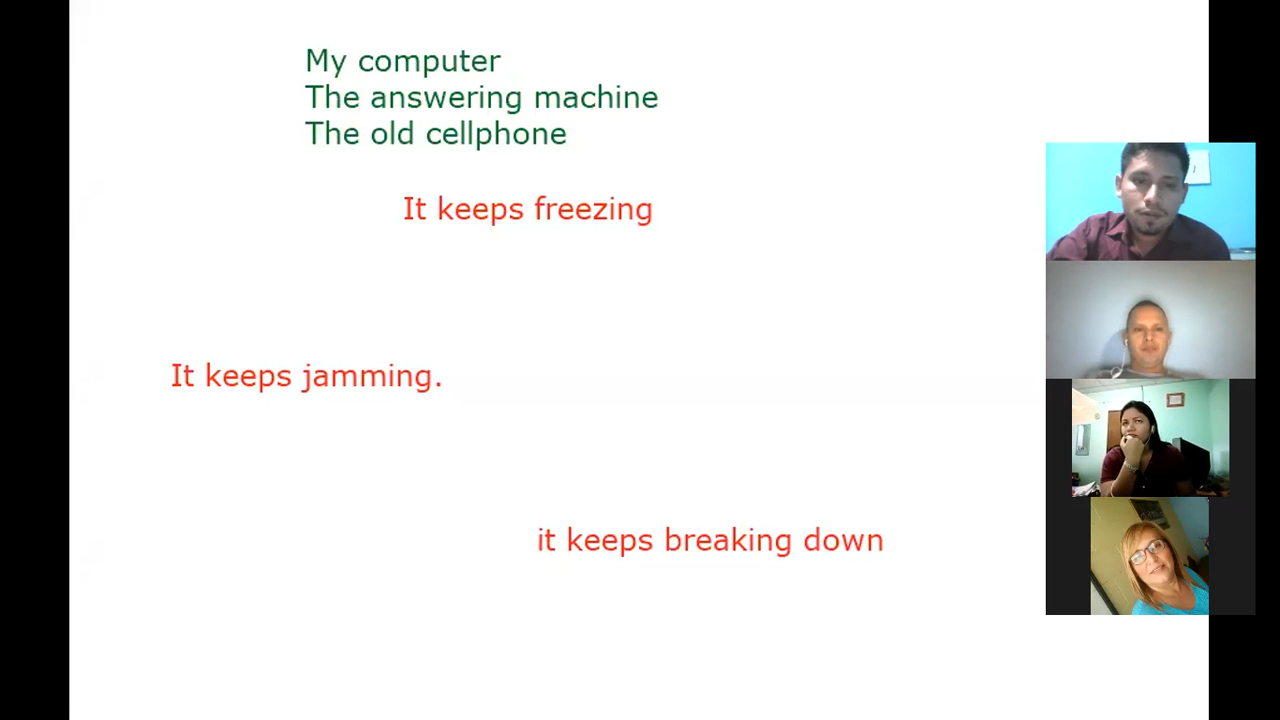 My computer
The answering machine
The old cellphone
It keeps freezing
It keeps jamming.
it keeps breaking down